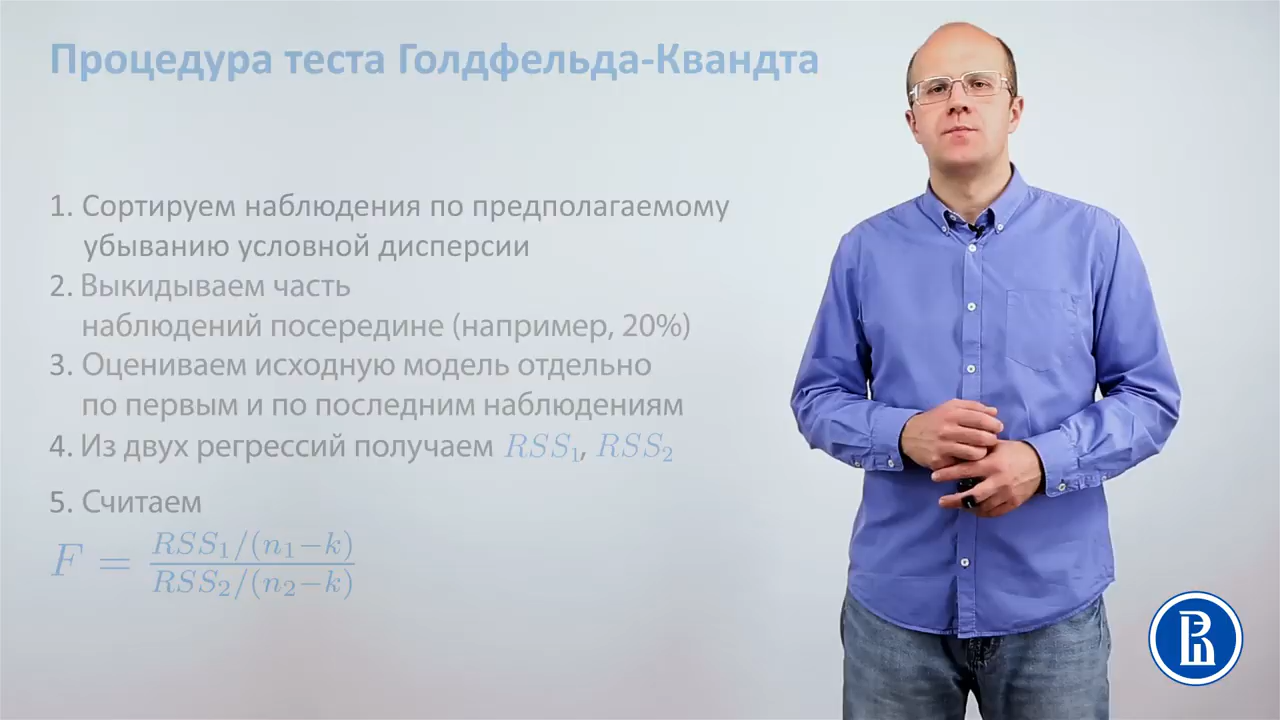 Процедура теста Голдфельда-Квандта
1. Сортируем наблюдения по предполагаемому
убыванию условной дисперсии
2. Выкидываем часть
наблюдений посередине (например, 20%)
3. Оцениваем исходную модель отдельно
по первым и по последним наблюдениям
4. Из двух регрессий получаем RSS₁, RSS₂
5. Считаем
F = RSS₁/(n₁−k)
RSS₂/(n₂−k)